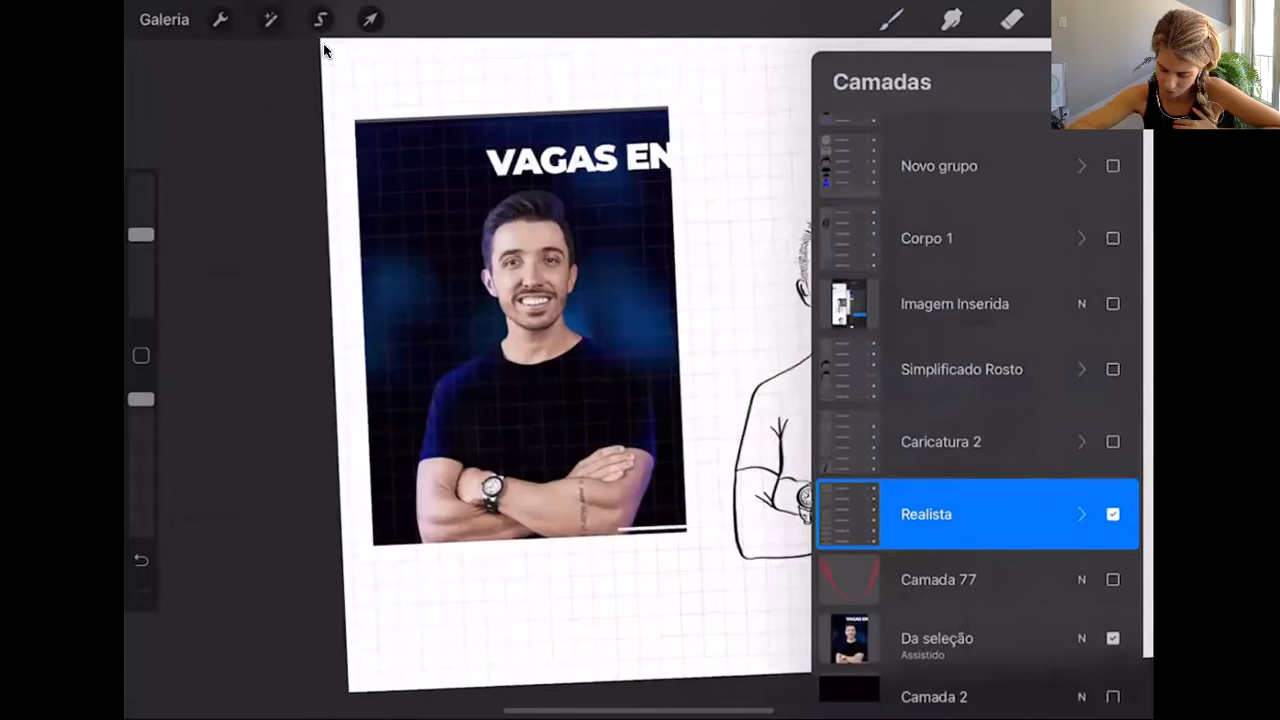 Galeria
Camadas
VAGAS EN
Novo grupo
Corpo 1
Imagem Inserida N
Simplificado Rosto
Caricatura 2
Realista
Camada 77 N
Da seleção N
Assistido
Camada 2 N